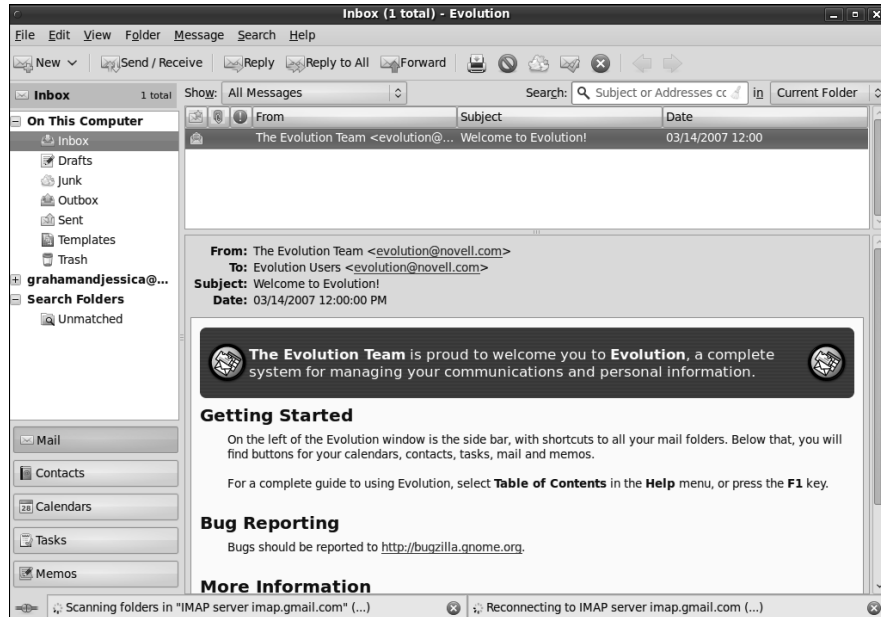 Inbox (1 total) - Evolution
File Edit View Folder Message Search Help
New Send / Receive Reply Reply to All Forward
Inbox 1 total
Show: All Messages Search: Subject or Addresses cc in Current Folder
On This Computer
Inbox
Drafts
Junk
Outbox
Sent
Templates
Trash
grahamandjessica@...
Search Folders
Unmatched
Mail
Contacts
28 Calendars
Tasks
Memos
From Subject Date
The Evolution Team <evolution@... Welcome to Evolution! 03/14/2007 12:00
From: The Evolution Team <evolution@novell.com>
To: Evolution Users <evolution@novell.com>
Subject: Welcome to Evolution!
Date: 03/14/2007 12:00:00 PM
The Evolution Team is proud to welcome you to Evolution, a complete
system for managing your communications and personal information.
Getting Started
On the left of the Evolution window is the side bar, with shortcuts to all your mail folders. Below that, you will
find buttons for your calendars, contacts, tasks, mail and memos.
For a complete guide to using Evolution, select Table of Contents in the Help menu, or press the F1 key.
Bug Reporting
Bugs should be reported to http://bugzilla.gnome.org.
More Information
Scanning folders in "IMAP server imap.gmail.com" (...) Reconnecting to IMAP server imap.gmail.com (...)